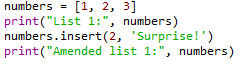 numbers = [1, 2, 3]
print("List 1:", numbers)
numbers.insert(2, 'Surprise!')
print("Amended list 1:", numbers)